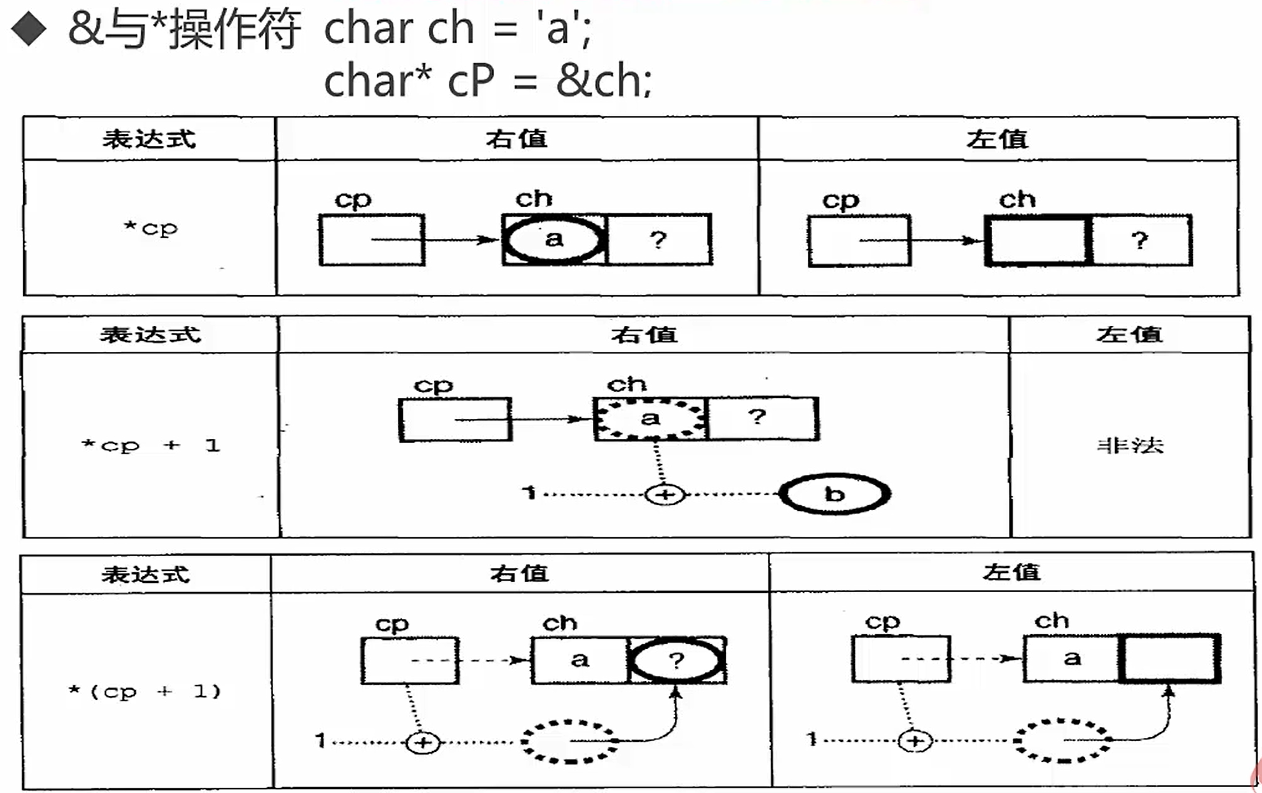 ◆ &与*操作符 char ch = 'a';
char* cP = &ch;
表达式 右值 左值
cp ch cp ch
*cp a ? ?
表达式 右值 左值
cp ch
a ?
*cp + 1 非法
1 + b
表达式 右值 左值
cp ch cp ch
a ? a
*(cp + 1)
1 + 1 +